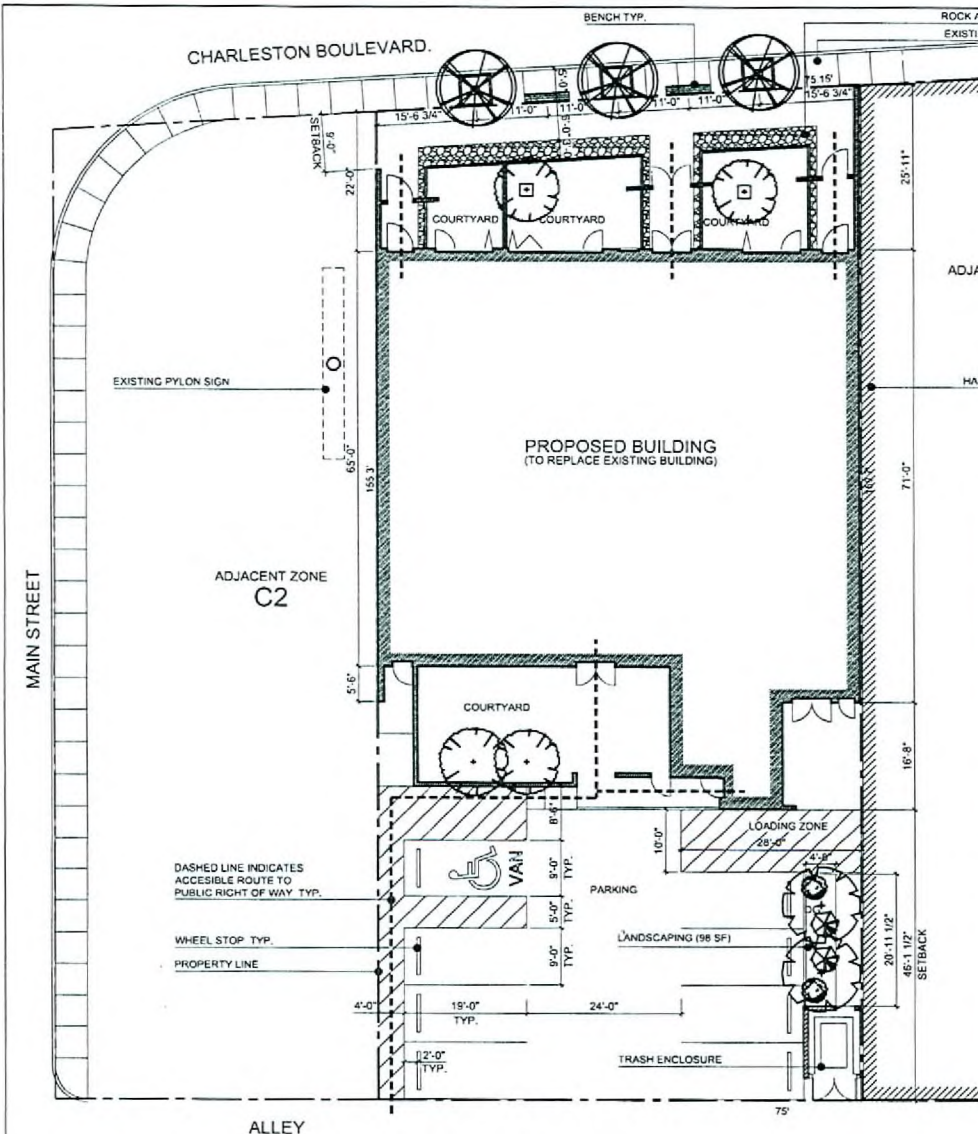 BENCH TYP.
ROCK A
EXISTI
CHARLESTON BOULEVARD.
75 15'
15'-6 3/4"
11'-0"
11'-0"
11'-0"
15'-6 3/4"
9'-0"
SETBACK
22'-0"
25'-11"
COURTYARD
COURTYARD
COURTYARD
ADJA
EXISTING PYLON SIGN
HA
PROPOSED BUILDING
(TO REPLACE EXISTING BUILDING)
65'-0"
155 3'
71'-0"
MAIN STREET
ADJACENT ZONE
C2
5'-6"
COURTYARD
16'-8"
8'-6"
LOADING ZONE
28'-0"
10'-0"
DASHED LINE INDICATES
ACCESIBLE ROUTE TO
PUBLIC RIGHT OF WAY TYP.
VAN
9'-0"
TYP.
PARKING
5'-0"
TYP.
WHEEL STOP TYP.
LANDSCAPING (98 SF)
20'-11 1/2"
9'-0"
TYP.
PROPERTY LINE
46'-1 1/2"
SETBACK
4'-0"
19'-0"
TYP.
24'-0"
2'-0"
TYP.
TRASH ENCLOSURE
75'
ALLEY